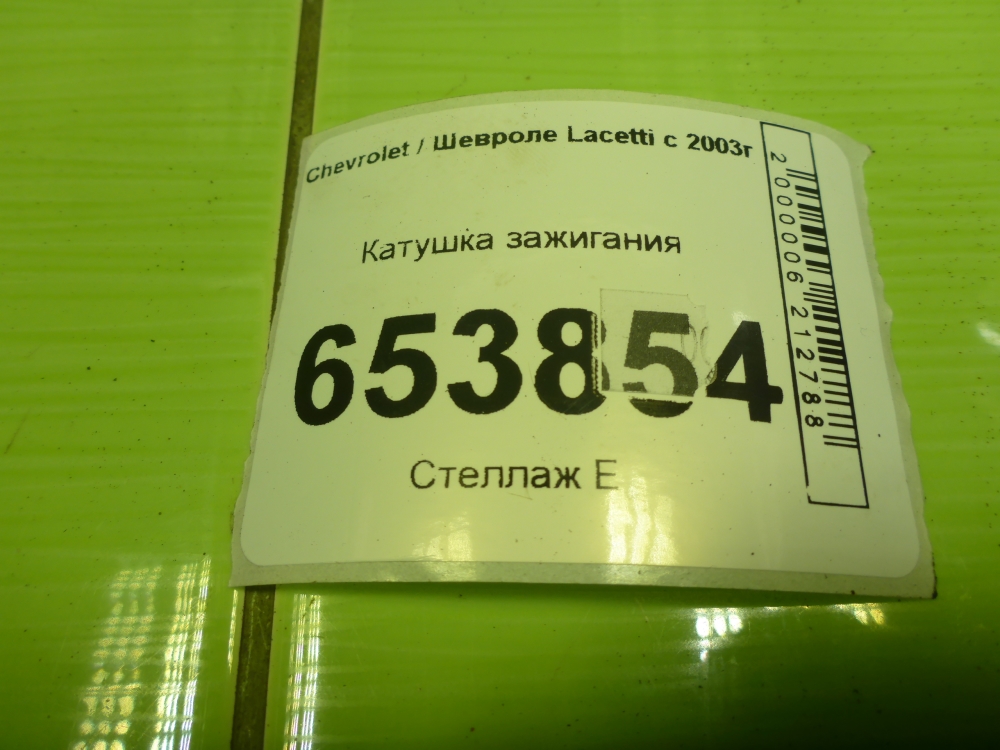 Chevrolet / Шевроле Lacetti с 2003г
Катушка зажигания
653854
Стеллаж Е
2000006212788